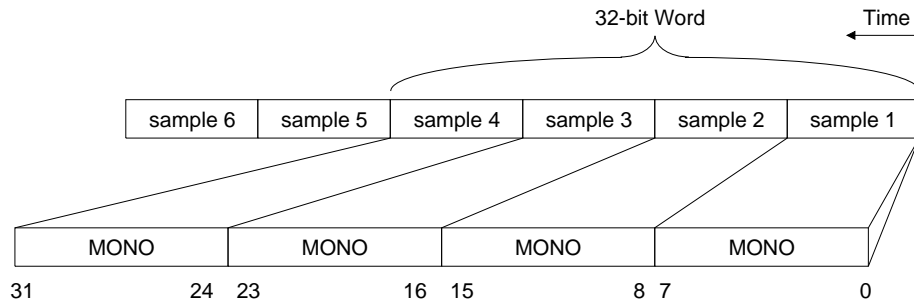 32-bit Word Time
sample 6 sample 5 sample 4 sample 3 sample 2 sample 1
MONO MONO MONO MONO
31 24 23 16 15 8 7 0